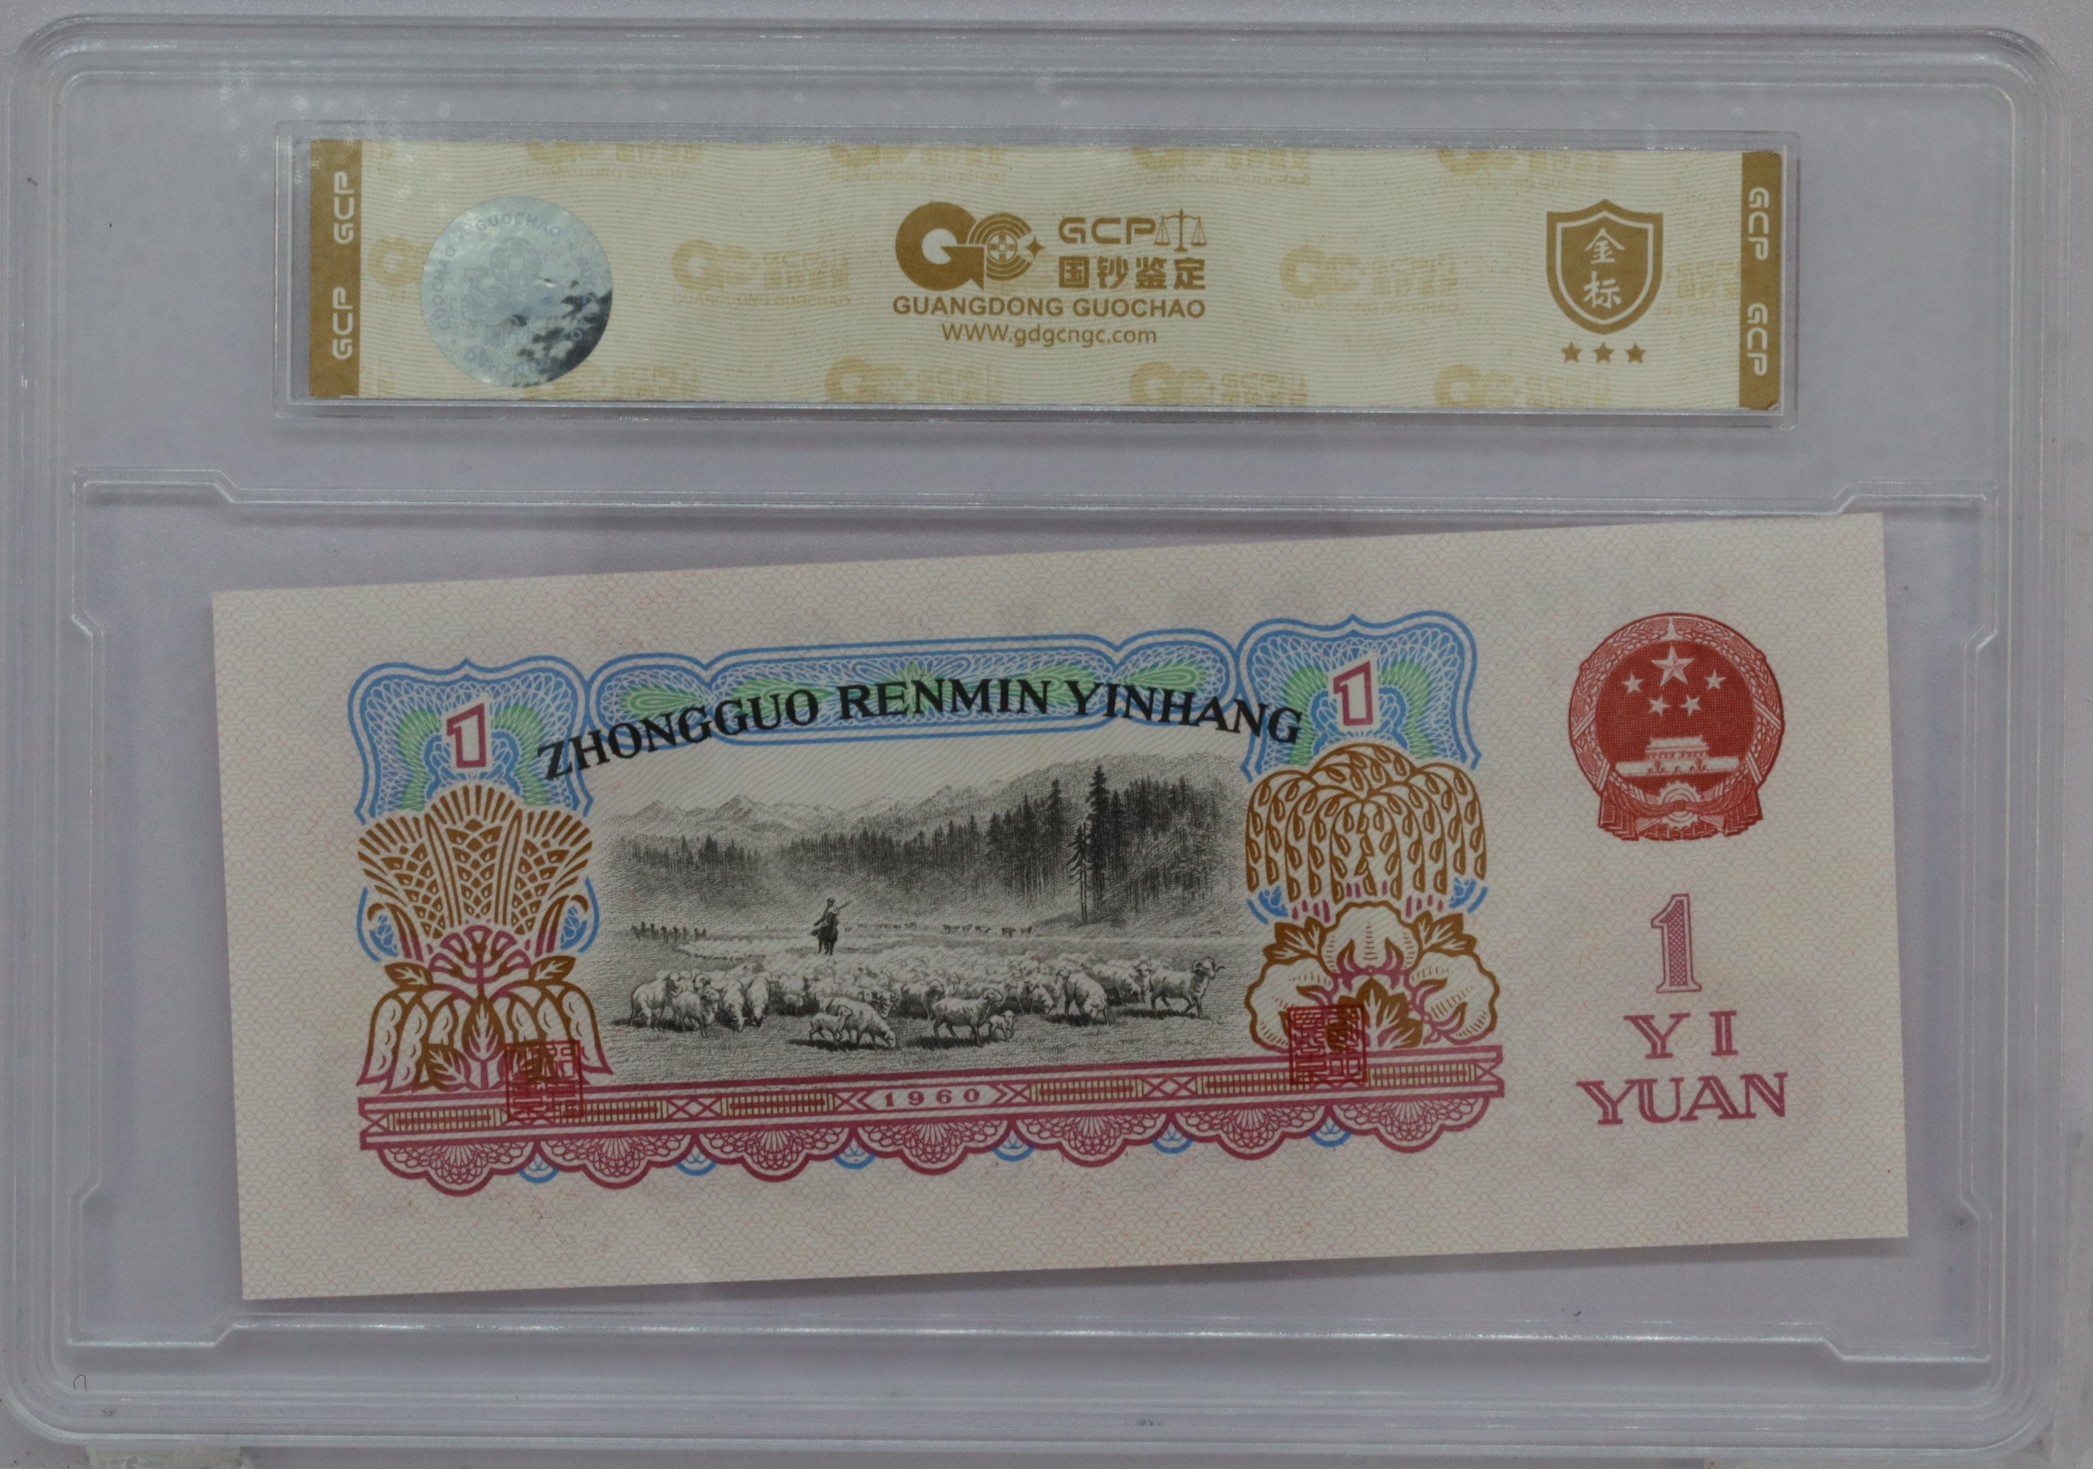 GCP
GCP
GCP
国钞鉴定
GUANGDONG GUOCHAO
WWW.gdgcngc.com
金
标
GCP
GCP
1
ZHONGGUO RENMIN YINHANG
1
1960
1
YI
YUAN